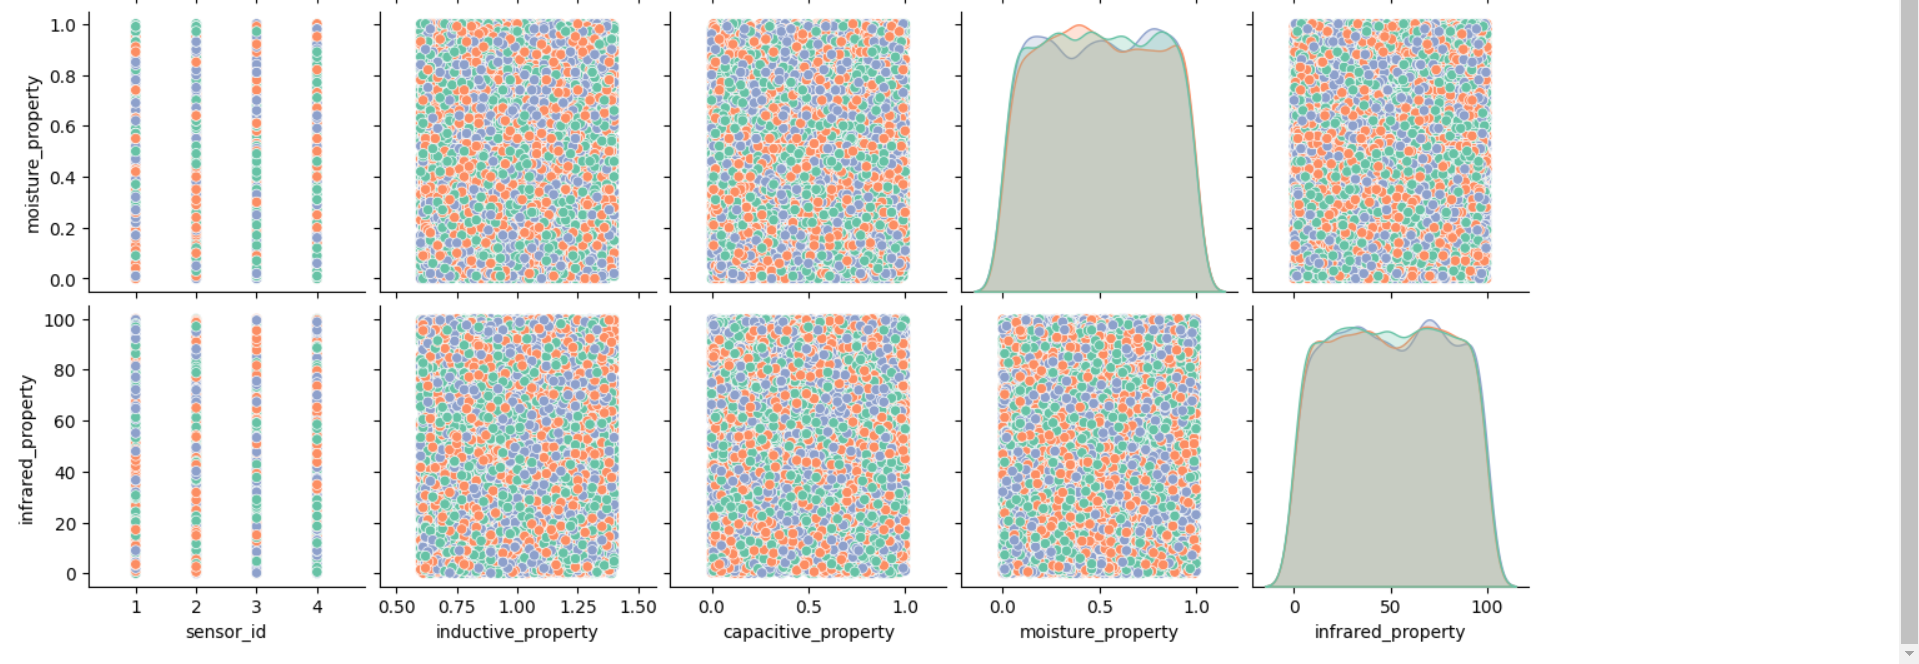 1.0
0.8
0.6
0.4
0.2
0.0
moisture_property
100
80
60
40
20
0
infrared_property
1 2 3 4
sensor_id
0.50 0.75 1.00 1.25 1.50
inductive_property
0.0 0.5 1.0
capacitive_property
0.0 0.5 1.0
moisture_property
0 50 100
infrared_property